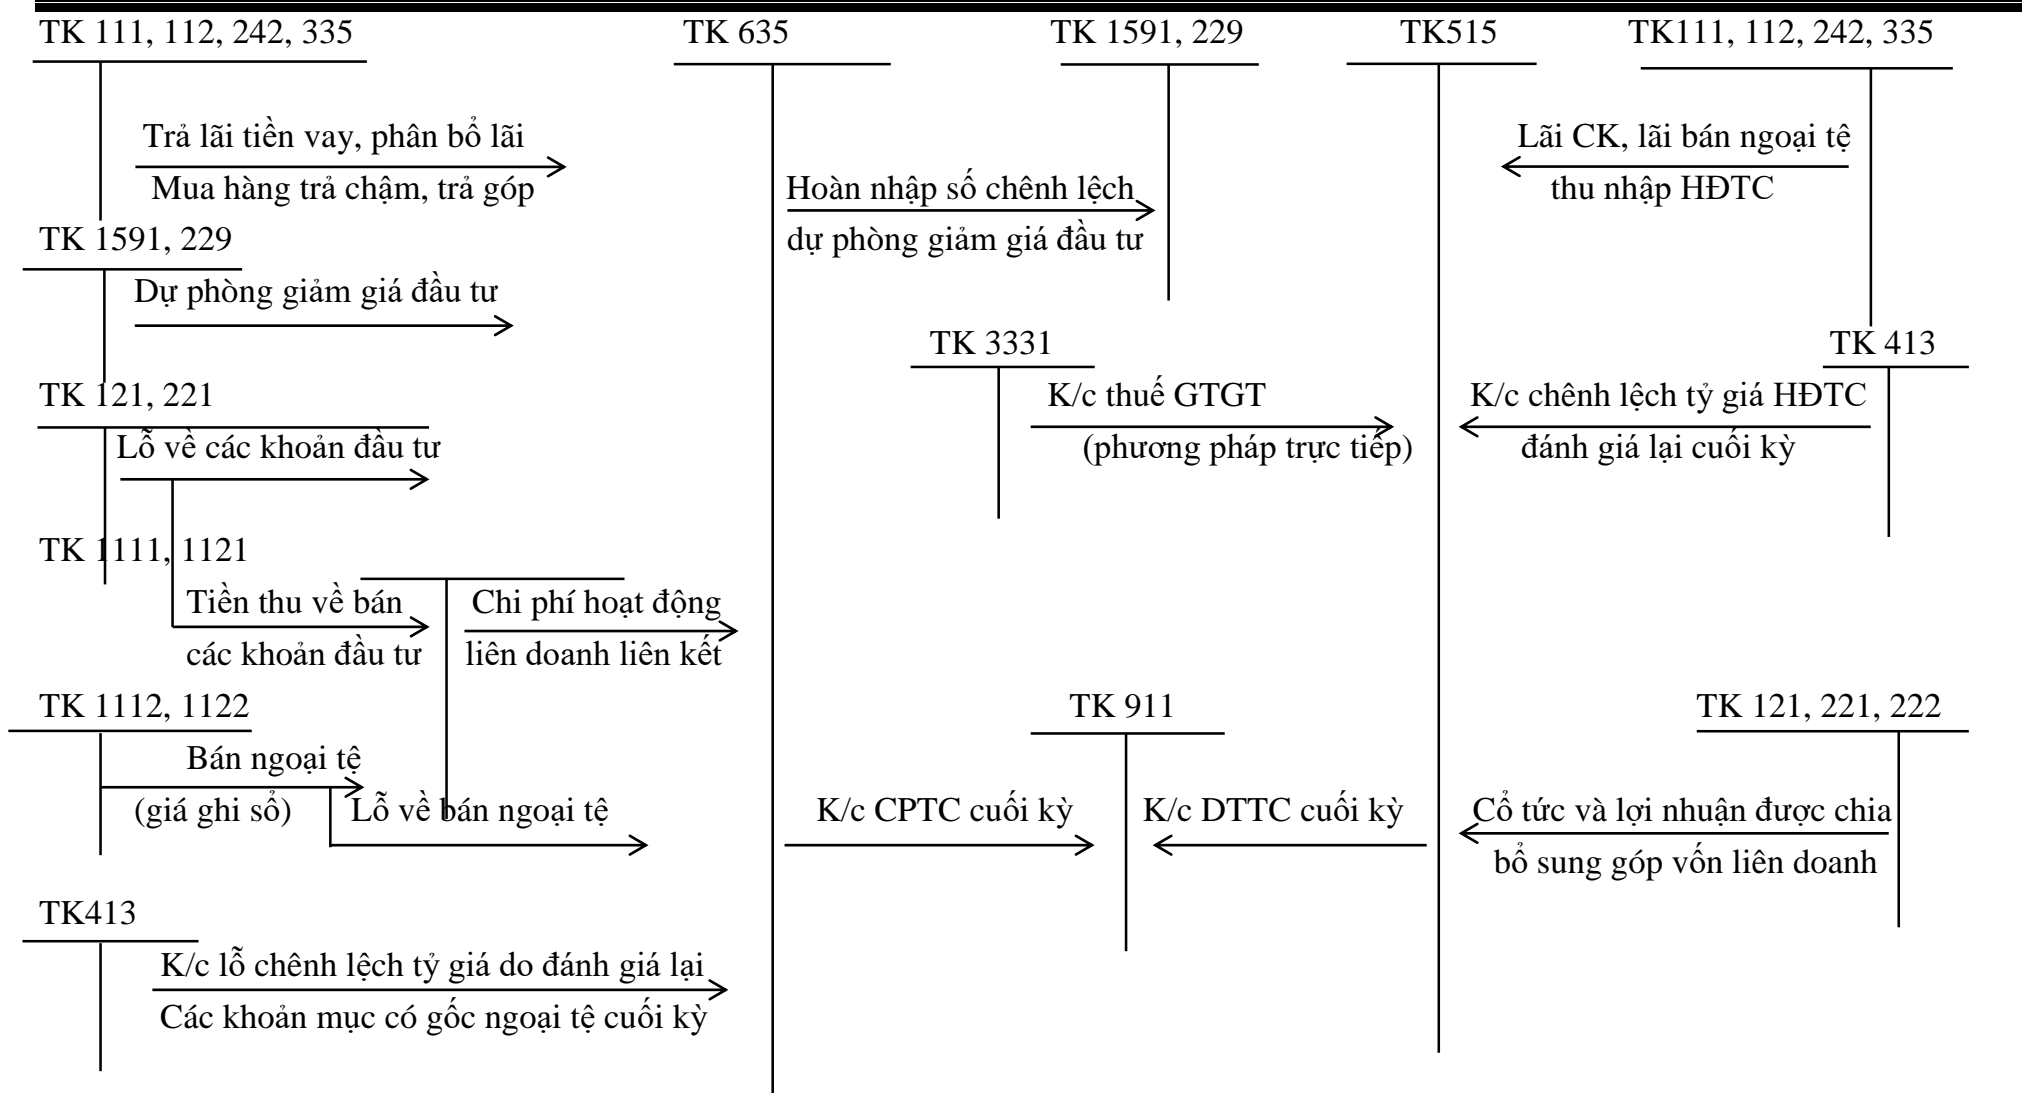 TK 111, 112, 242, 335
TK 635
TK 1591, 229
TK515
TK111, 112, 242, 335
Trả lãi tiền vay, phân bổ lãi
Mua hàng trả chậm, trả góp
Hoàn nhập số chênh lệch
dự phòng giảm giá đầu tư
Lãi CK, lãi bán ngoại tệ
thu nhập HĐTC
TK 1591, 229
Dự phòng giảm giá đầu tư
TK 3331
TK 413
TK 121, 221
K/c thuế GTGT
(phương pháp trực tiếp)
K/c chênh lệch tỷ giá HĐTC
đánh giá lại cuối kỳ
Lỗ về các khoản đầu tư
TK 1111, 1121
Tiền thu về bán
các khoản đầu tư
Chi phí hoạt động
liên doanh liên kết
TK 1112, 1122
TK 911
TK 121, 221, 222
Bán ngoại tệ
(giá ghi sổ)
Lỗ về bán ngoại tệ
K/c CPTC cuối kỳ
K/c DTTC cuối kỳ
Cổ tức và lợi nhuận được chia
bổ sung góp vốn liên doanh
TK413
K/c lỗ chênh lệch tỷ giá do đánh giá lại
Các khoản mục có gốc ngoại tệ cuối kỳ